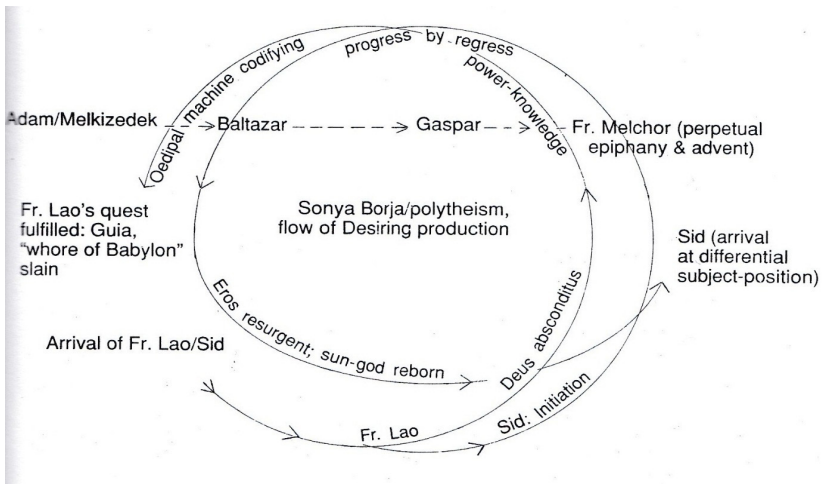 Oedipal machine codifying
progress by regress
power-knowledge
Adam/Melkizedek
Baltazar
Gaspar
Fr. Melchor (perpetual
epiphany & advent)
Fr. Lao's quest
fulfilled: Guia,
"whore of Babylon"
slain
Sonya Borja/polytheism,
flow of Desiring production
Sid (arrival
at differential
subject-position)
Arrival of Fr. Lao/Sid
Eros resurgent; sun-god reborn
Deus absconditus
Fr. Lao
Sid: Initiation